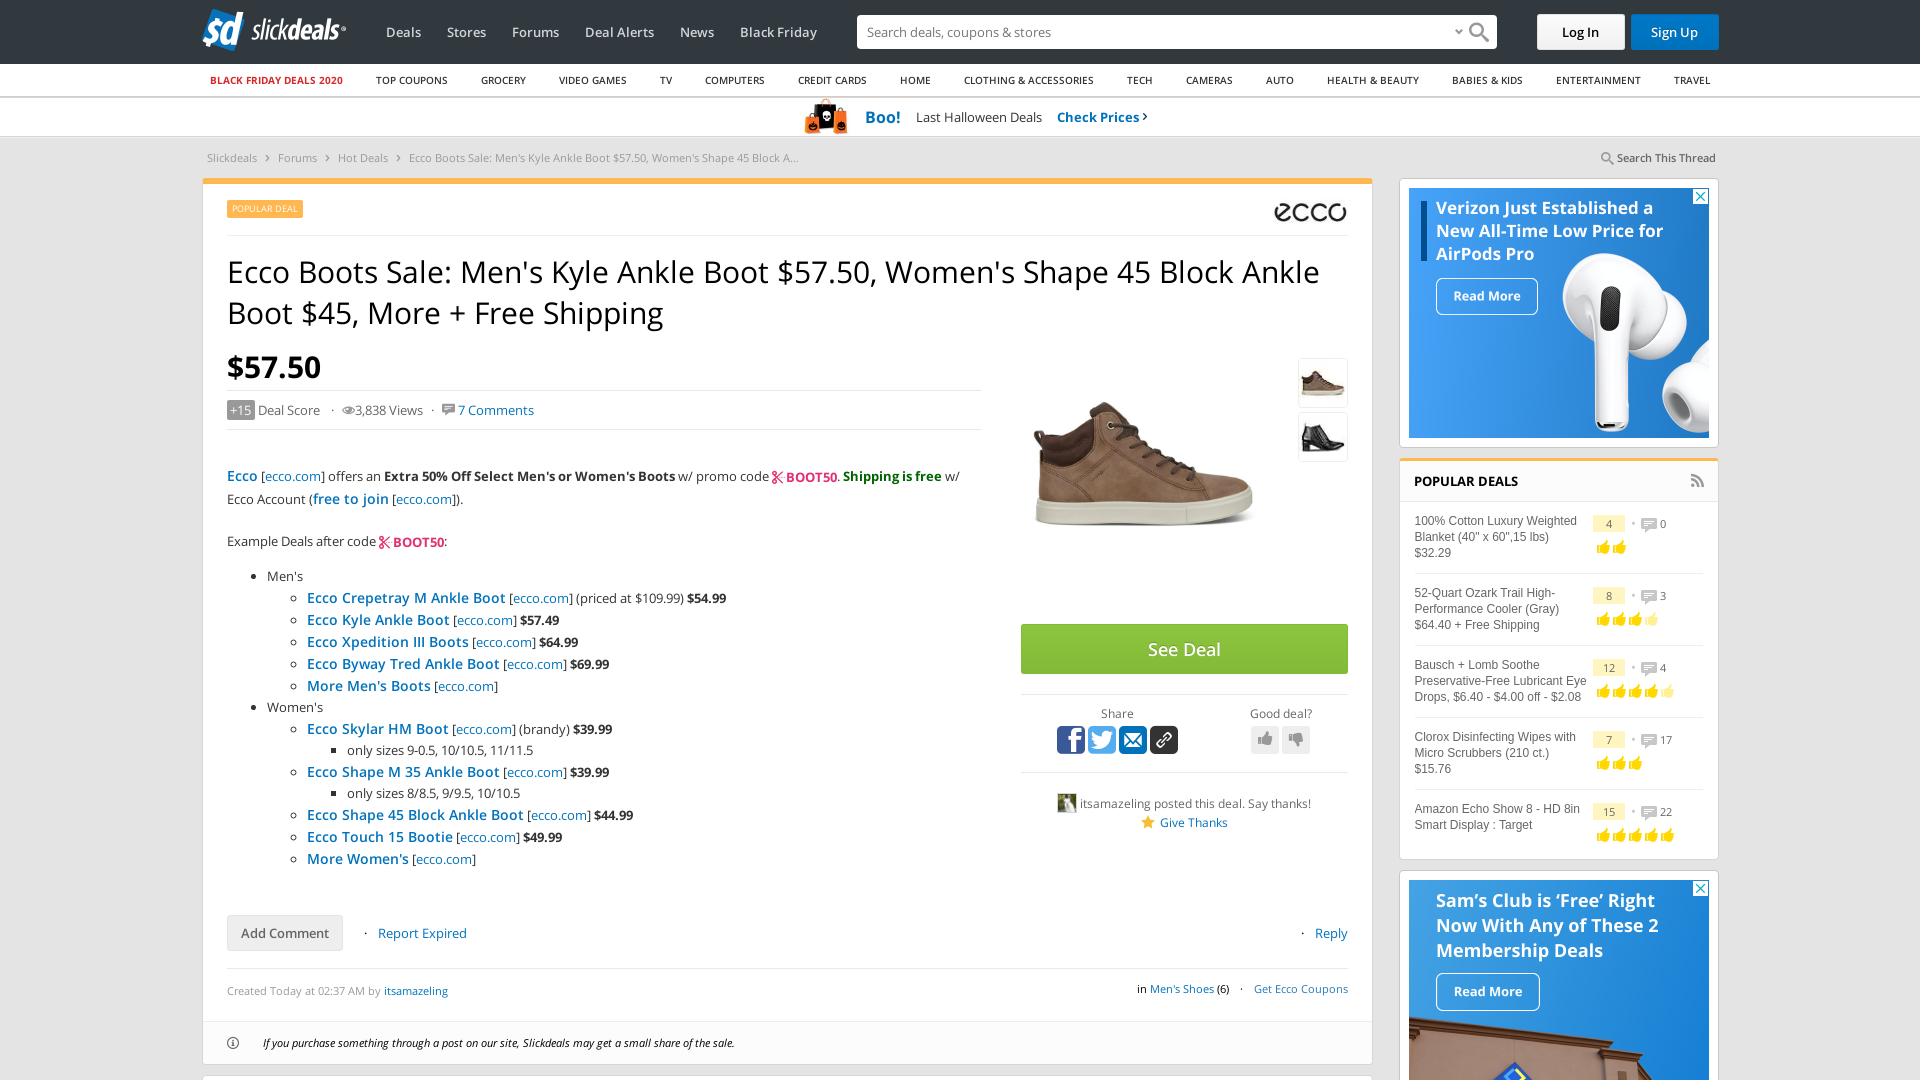 slickdeals
Deals
Stores
Forums
Deal Alerts
News
Black Friday
Search deals, coupons & stores
Log In
Sign Up
BLACK FRIDAY DEALS 2020
TOP COUPONS
GROCERY
VIDEO GAMES
TV
COMPUTERS
CREDIT CARDS
HOME
CLOTHING & ACCESSORIES
TECH
CAMERAS
AUTO
HEALTH & BEAUTY
BABIES & KIDS
ENTERTAINMENT
TRAVEL
Boo! Last Halloween Deals Check Prices
Slickdeals > Forums > Hot Deals > Ecco Boots Sale: Men's Kyle Ankle Boot $57.50, Women's Shape 45 Block A...
Search This Thread
POPULAR DEAL
ecco
Ecco Boots Sale: Men's Kyle Ankle Boot $57.50, Women's Shape 45 Block Ankle
Boot $45, More + Free Shipping
$57.50
+15 Deal Score · 3,838 Views · 7 Comments
Ecco [ecco.com] offers an Extra 50% Off Select Men's or Women's Boots w/ promo code BOOT50. Shipping is free w/
Ecco Account (free to join [ecco.com]).
Example Deals after code BOOT50:
Men's
Ecco Crepetray M Ankle Boot [ecco.com] (priced at $109.99) $54.99
Ecco Kyle Ankle Boot [ecco.com] $57.49
Ecco Xpedition III Boots [ecco.com] $64.99
Ecco Byway Tred Ankle Boot [ecco.com] $69.99
More Men's Boots [ecco.com]
Women's
Ecco Skylar HM Boot [ecco.com] (brandy) $39.99
only sizes 9-0.5, 10/10.5, 11/11.5
Ecco Shape M 35 Ankle Boot [ecco.com] $39.99
only sizes 8/8.5, 9/9.5, 10/10.5
Ecco Shape 45 Block Ankle Boot [ecco.com] $44.99
Ecco Touch 15 Bootie [ecco.com] $49.99
More Women's [ecco.com]
See Deal
Share
Good deal?
itsamazeling posted this deal. Say thanks!
Give Thanks
Add Comment · Report Expired
· Reply
Created Today at 02:37 AM by itsamazeling
in Men's Shoes (6) · Get Ecco Coupons
If you purchase something through a post on our site, Slickdeals may get a small share of the sale.
Verizon Just Established a
New All-Time Low Price for
AirPods Pro
Read More
POPULAR DEALS
100% Cotton Luxury Weighted
Blanket (40" x 60",15 lbs)
$32.29
4 • 0
52-Quart Ozark Trail High-
Performance Cooler (Gray)
$64.40 + Free Shipping
8 • 3
Bausch + Lomb Soothe
Preservative-Free Lubricant Eye
Drops, $6.40 - $4.00 off - $2.08
12 • 4
Clorox Disinfecting Wipes with
Micro Scrubbers (210 ct.)
$15.76
7 • 17
Amazon Echo Show 8 - HD 8in
Smart Display : Target
15 • 22
Sam's Club is ‘Free’ Right
Now With Any of These 2
Membership Deals
Read More